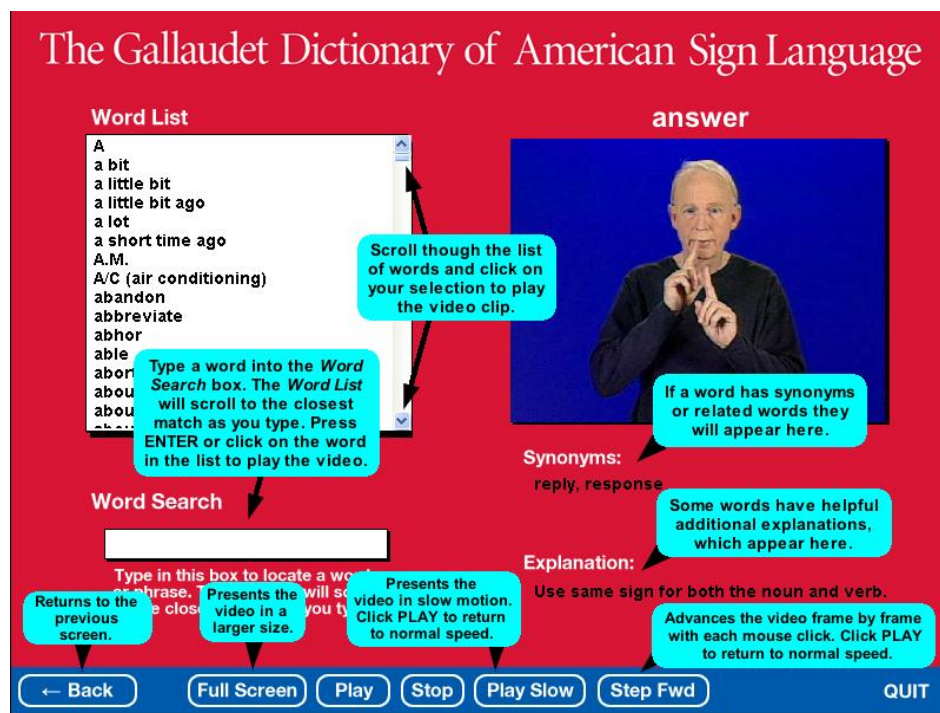 The Gallaudet Dictionary of American Sign Language
Word List
A
a bit
a little bit
a little bit ago
a lot
a short time ago
A.M.
A/C (air conditioning)
abandon
abbreviate
abhor
able
abort
abou
abou
Scroll though the list
of words and click on
your selection to play
the video clip.
Type a word into the Word
Search box. The Word List
will scroll to the closest
match as you type. Press
ENTER or click on the word
in the list to play the video.
Word Search
Type in this box to locate a
or phrase.
answer
If a word has synonyms
or related words they
will appear here.
Synonyms:
reply, response
Some words have helpful
additional explanations,
which appear here.
Explanation:
Use same sign for both the noun and verb.
Returns to the
previous
screen.
Presents the
video in a
larger size.
Presents the
video in slow motion.
Click PLAY to return
to normal speed.
Advances the video frame by frame
with each mouse click. Click PLAY
to return to normal speed.
← Back
Full Screen
Play
Stop
Play Slow
Step Fwd
QUIT